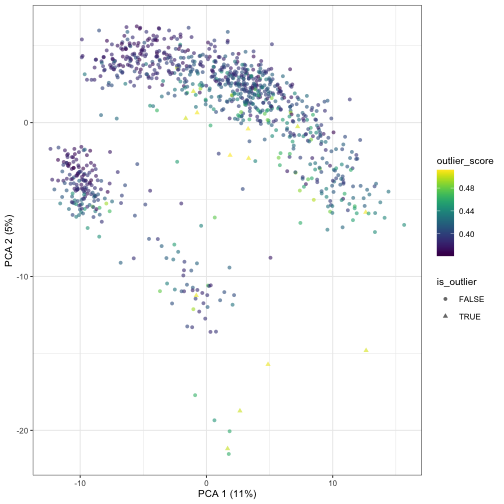 0
-10
-20
-10
0
10
PCA 1 (11%)
PCA 2 (5%)
outlier_score
0.48
0.44
0.40
is_outlier
FALSE
TRUE